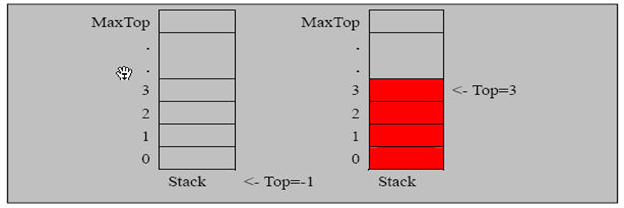 MaxTop MaxTop
. .
. .
3 3 <- Top=3
2 2
1 1
0 0
Stack <- Top=-1 Stack